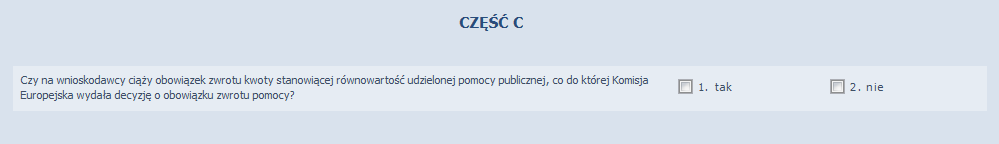 CZĘŚĆ C
Czy na wnioskodawcy ciąży obowiązek zwrotu kwoty stanowiącej równowartość udzielonej pomocy publicznej, co do której Komisja
Europejska wydała decyzję o obowiązku zwrotu pomocy?
1. tak
2. nie